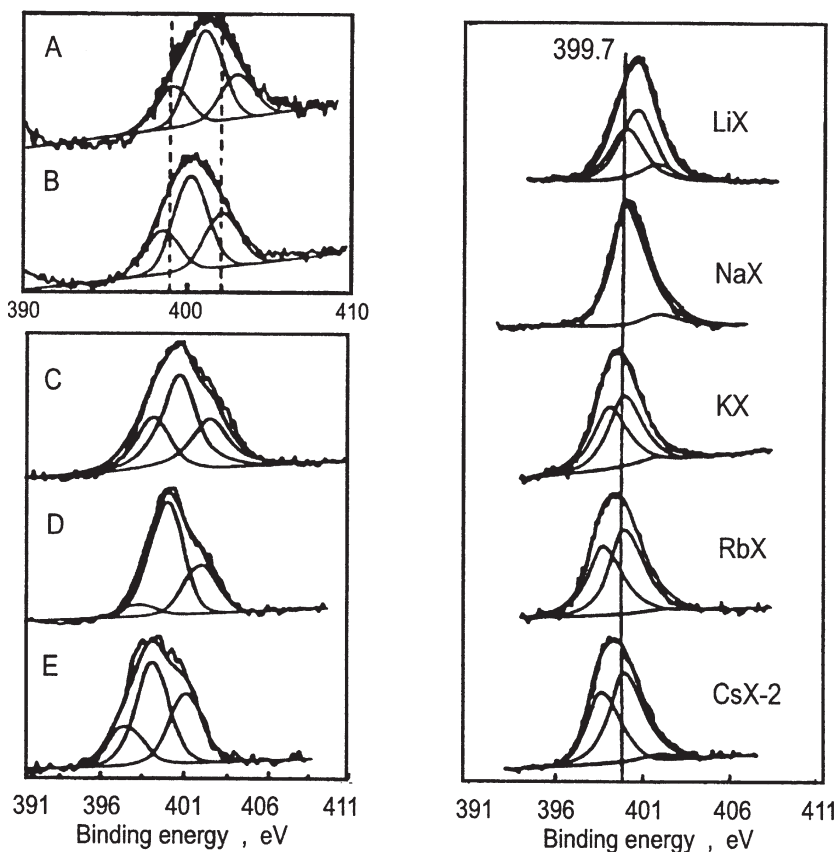 A
B
390 400 410
C
D
E
391 396 401 406 411
Binding energy , eV
399.7
LiX
NaX
KX
RbX
CsX-2
391 396 401 406 411
Binding energy , eV